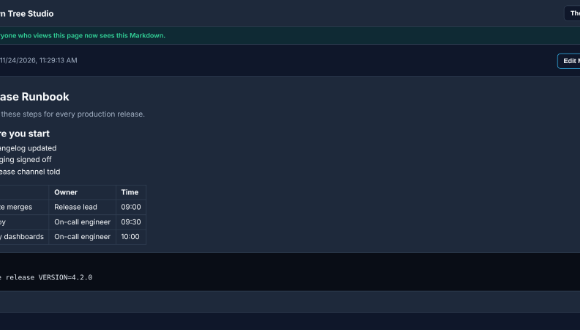 n Tree Studio
yone who views this page now sees this Markdown.
11/24/2026, 11:29:13 AM
Edit
ase Runbook
these steps for every production release.
re you start
angelog updated
ging signed off
ease channel told
Owner Time
e merges Release lead 09:00
oy On-call engineer 09:30
y dashboards On-call engineer 10:00
e release VERSION=4.2.0